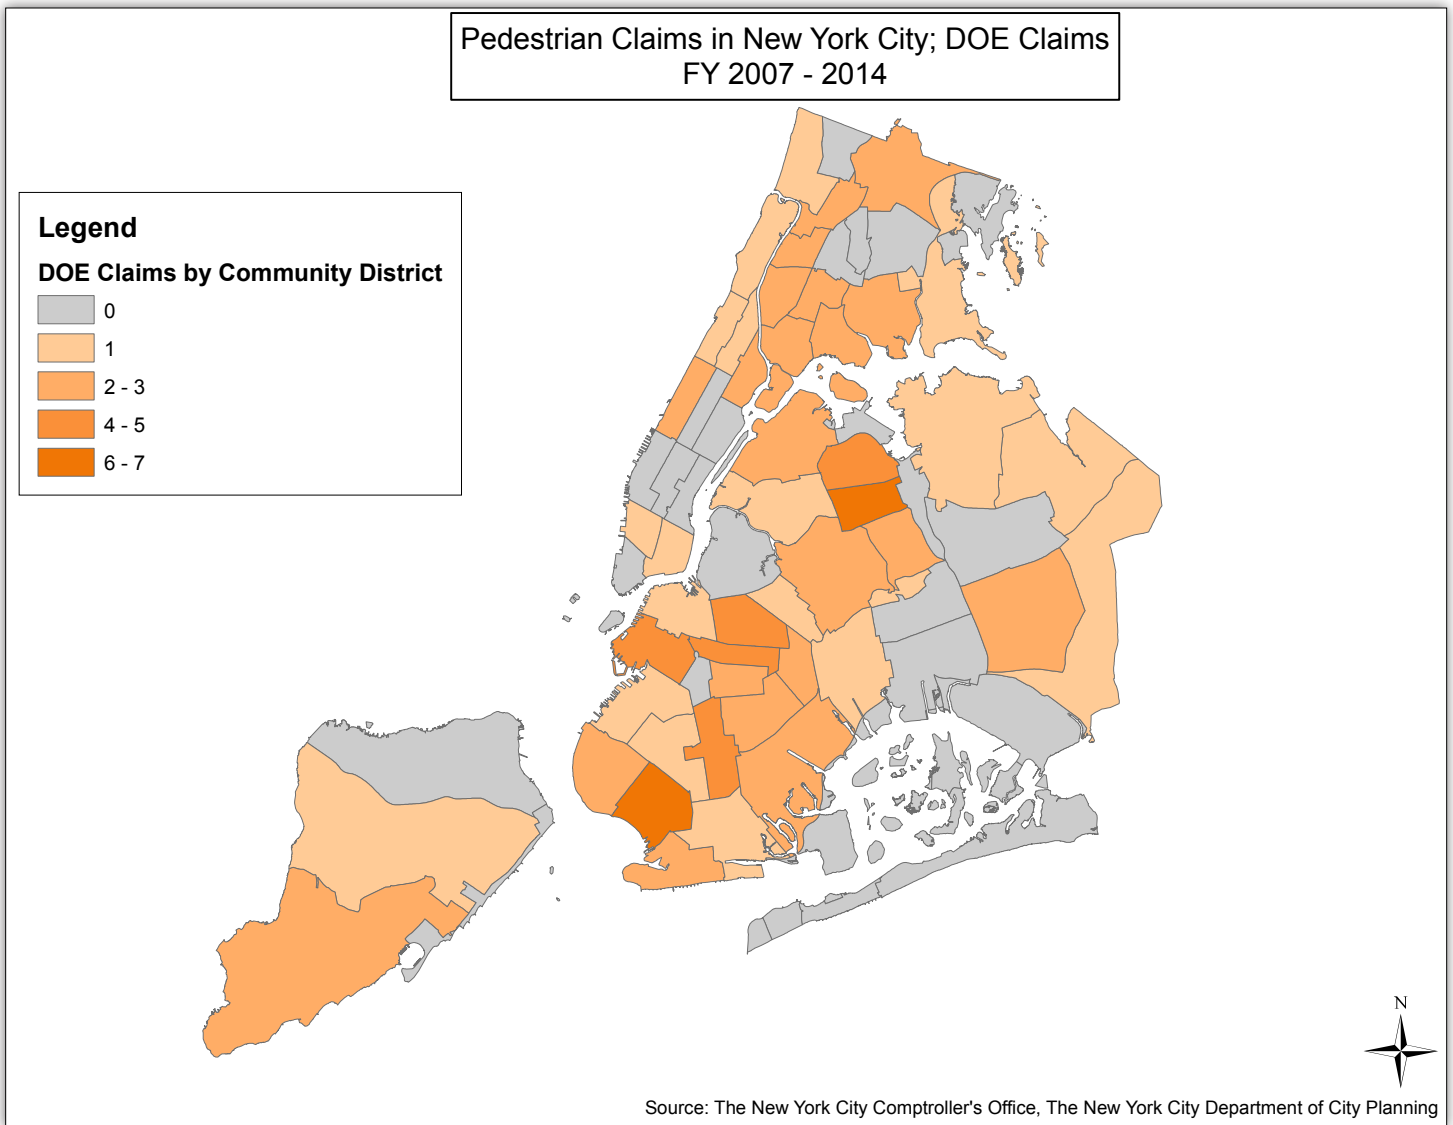 Pedestrian Claims in New York City; DOE Claims
FY 2007 - 2014
Legend
DOE Claims by Community District
0
1
2 - 3
4 - 5
6 - 7
N
Source: The New York City Comptroller's Office, The New York City Department of City Planning